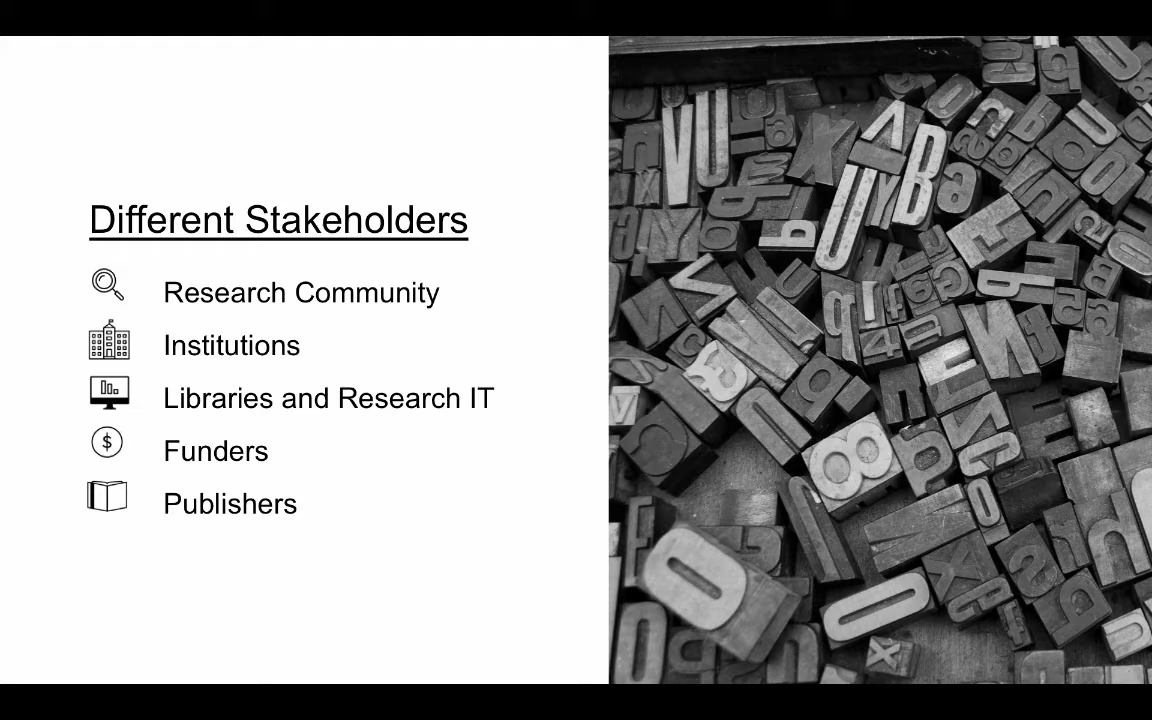 Different Stakeholders
Research Community
Institutions
Libraries and Research IT
$
Funders
Publishers